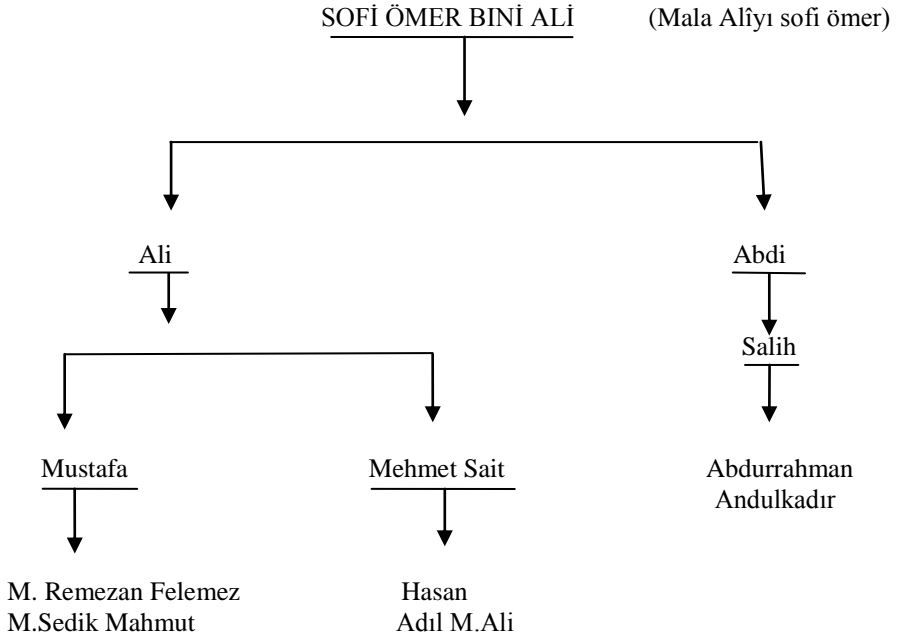 SOFİ ÖMER BINİ ALİ (Mala Alîyı sofi ömer)
Ali Abdi
Salih
Mustafa Mehmet Sait Abdurrahman
Andulkadır
M. Remezan Felemez Hasan
M.Sedik Mahmut Adıl M.Ali